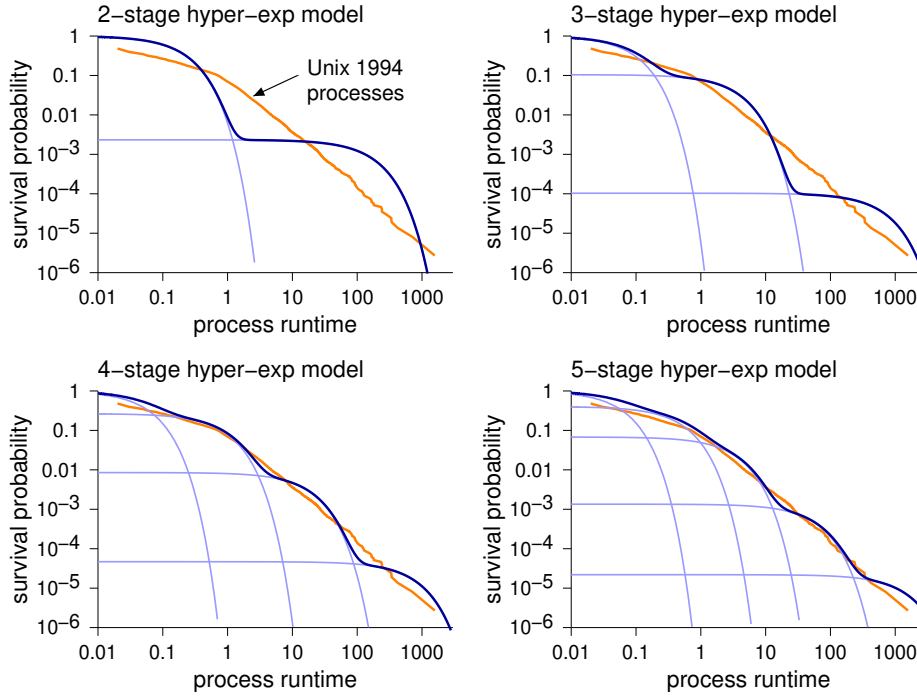 2−stage hyper−exp model
survival probability
1
0.1
0.01
10−3
10−4
10−5
10−6
Unix 1994
processes
0.01 0.1 1 10 100 1000
process runtime
3−stage hyper−exp model
survival probability
1
0.1
0.01
10−3
10−4
10−5
10−6
0.01 0.1 1 10 100 1000
process runtime
4−stage hyper−exp model
survival probability
1
0.1
0.01
10−3
10−4
10−5
10−6
0.01 0.1 1 10 100 1000
process runtime
5−stage hyper−exp model
survival probability
1
0.1
0.01
10−3
10−4
10−5
10−6
0.01 0.1 1 10 100 1000
process runtime